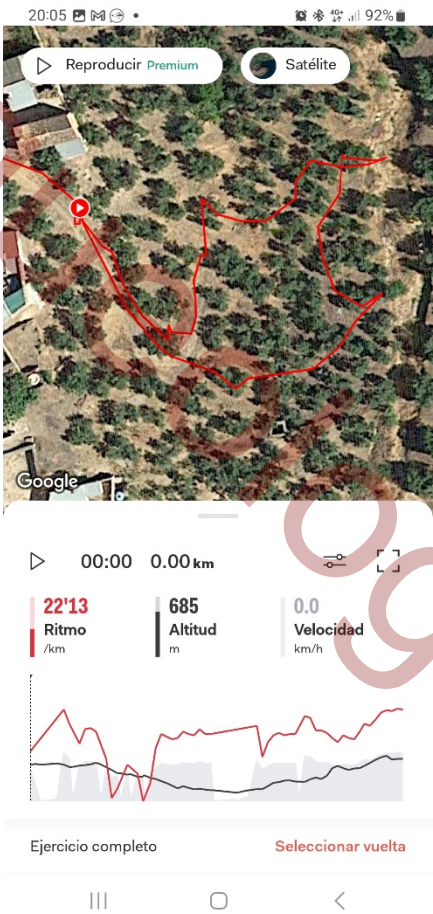 20:05
4G+
92%
Reproducir Premium
Satélite
Google
00:00 0.00 km
22'13
Ritmo
/km
685
Altitud
m
0.0
Velocidad
km/h
Ejercicio completo
Seleccionar vuelta